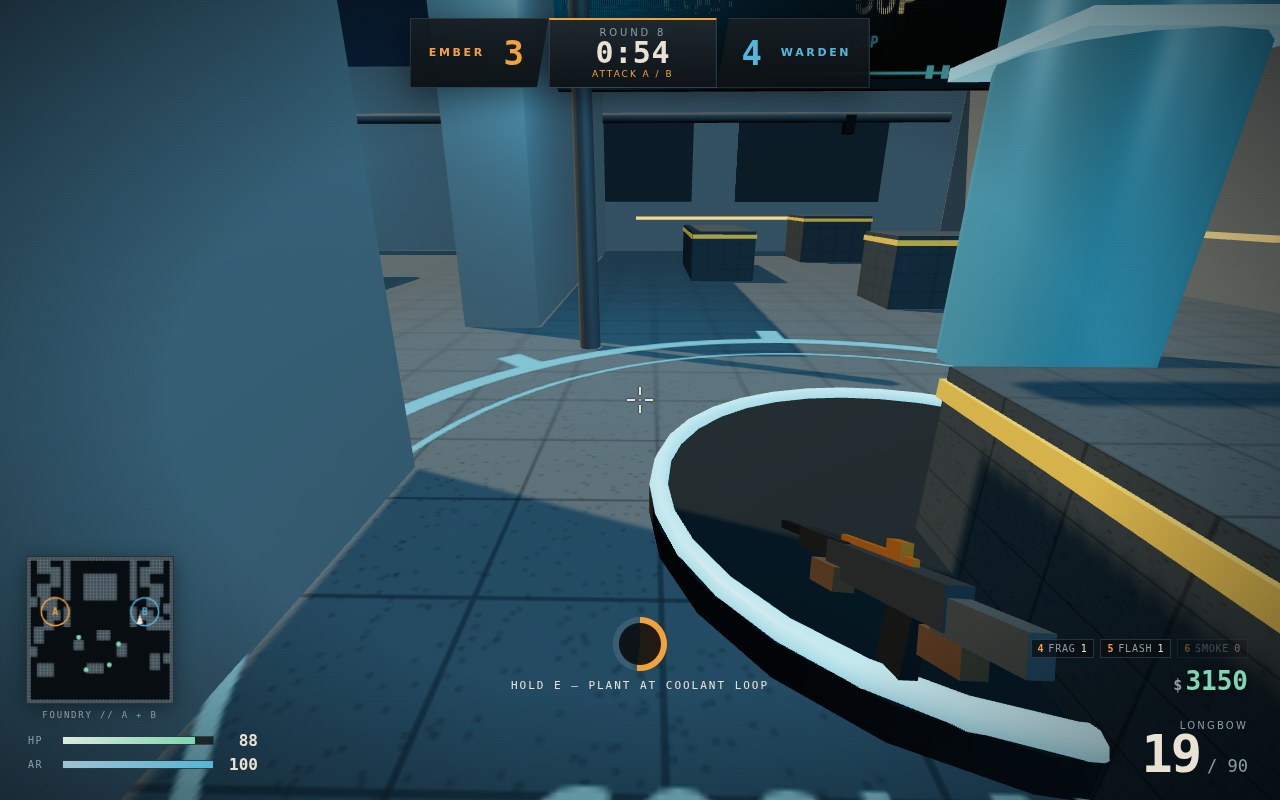 EMBER 3
ROUND 8
0:54
ATTACK A / B
4 WARDEN
A
B
FOUNDRY // A + B
HP 88
AR 100
HOLD E — PLANT AT COOLANT LOOP
4 FRAG 1
5 FLASH 1
6 SMOKE 0
$3150
LONGBOW
19 / 90